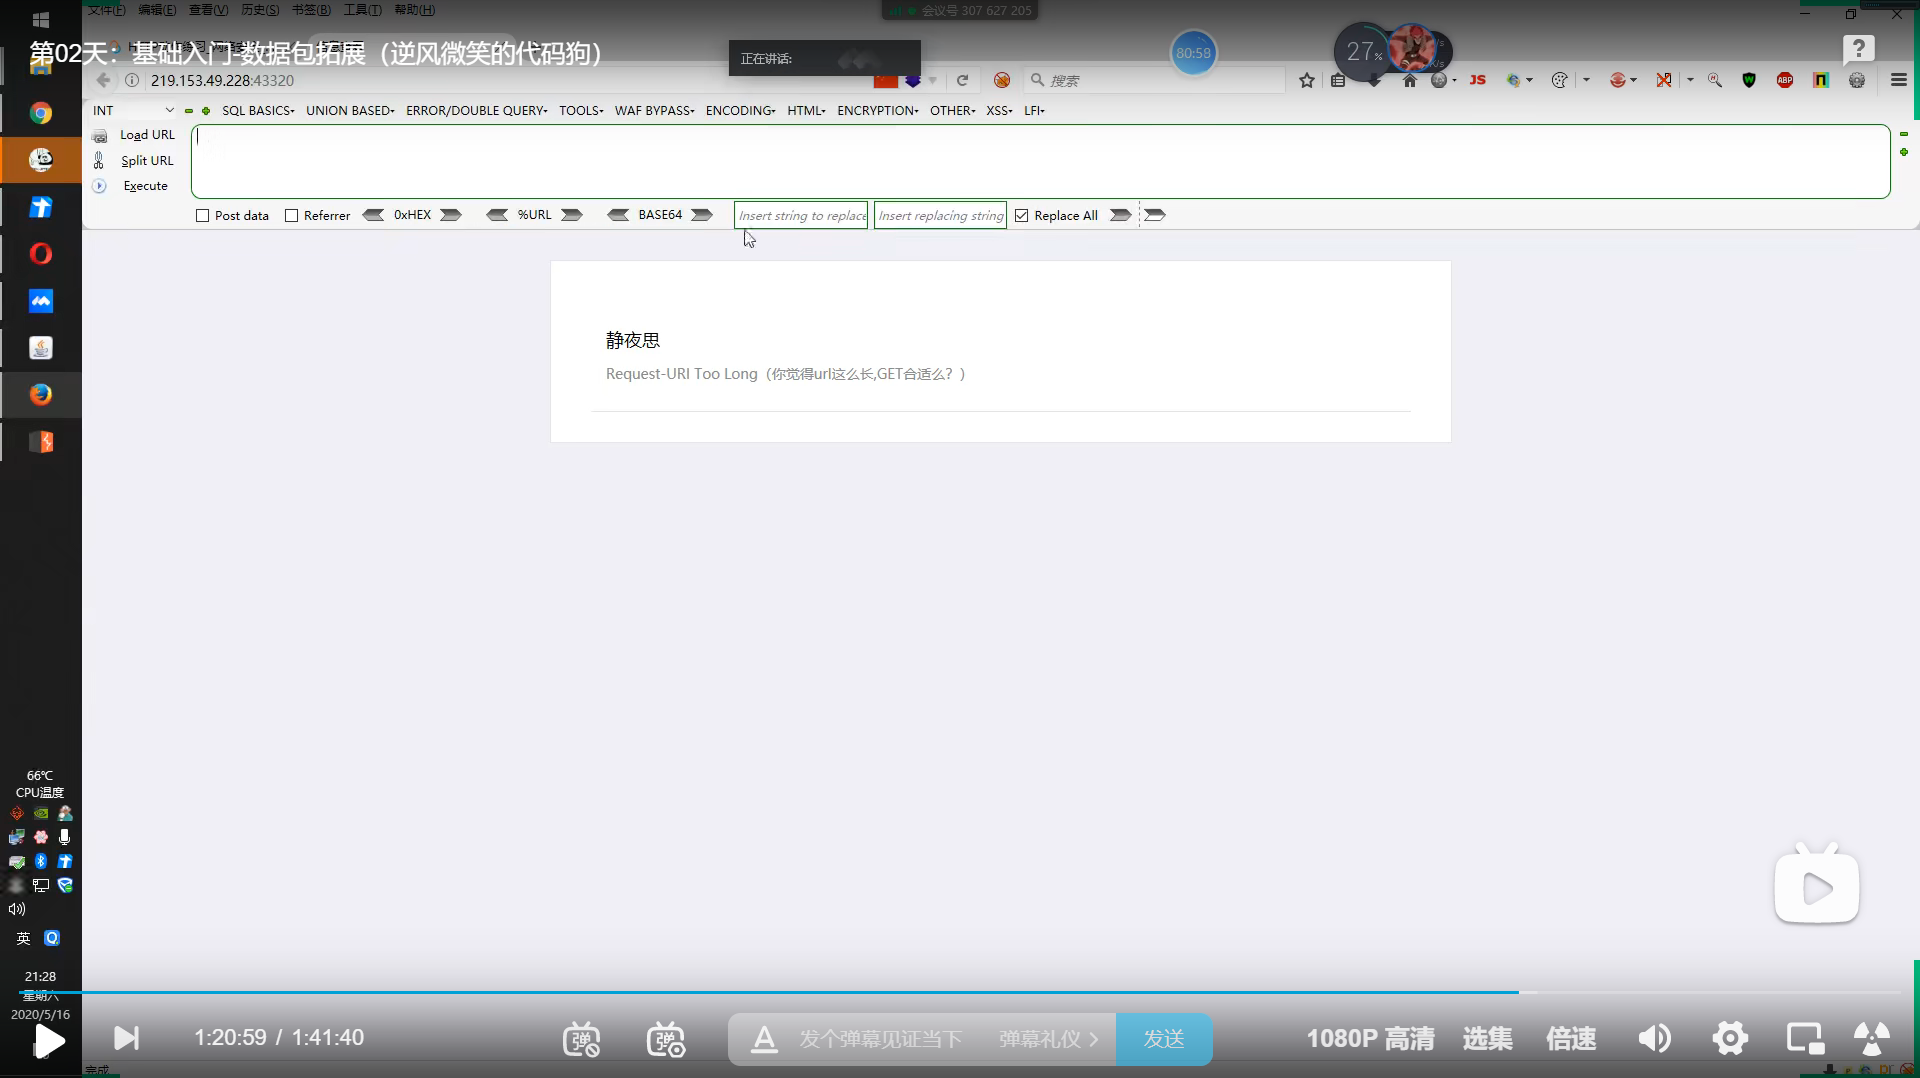 文件(F) 编辑(E) 查看(V) 历史(S) 书签(B) 工具(T) 帮助(H)
会议号 307 627 205
第02天：基础入门-数据包拓展（逆风微笑的代码狗）
正在讲话:
80:59
27%
219.153.49.228:43320
搜索
JS
ABP
INT
SQL BASICS UNION BASED ERROR/DOUBLE QUERY TOOLS WAF BYPASS ENCODING HTML ENCRYPTION OTHER XSS LFI
Load URL
Split URL
Execute
Post data Referrer 0xHEX %URL BASE64 Insert string to replace Insert replacing string Replace All
静夜思
Request-URI Too Long（你觉得url这么长,GET合适么？）
66℃
CPU温度
英
21:28
星期六
2020/5/16
1:20:59 / 1:41:40
弹
弹
发个弹幕见证当下
弹幕礼仪
发送
1080P 高清
选集
倍速
完成